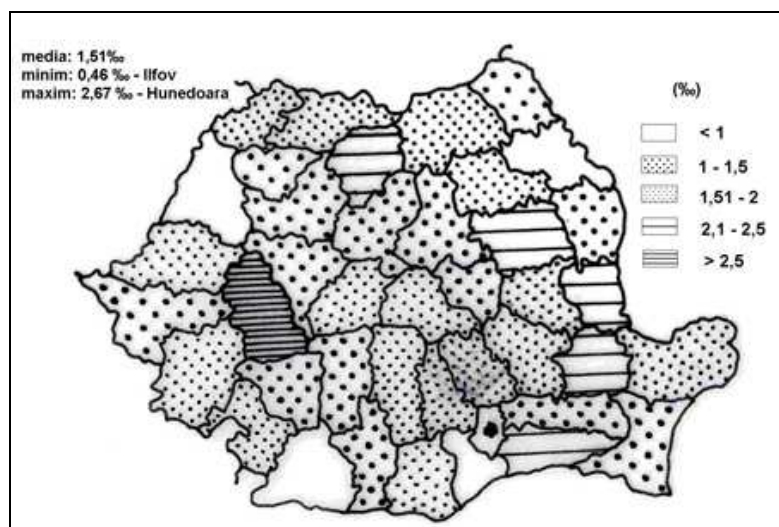 media: 1,51‰
minim: 0,46 ‰ - Ilfov
maxim: 2,67 ‰ - Hunedoara
(‰)
< 1
1 - 1,5
1,51 - 2
2,1 - 2,5
> 2,5